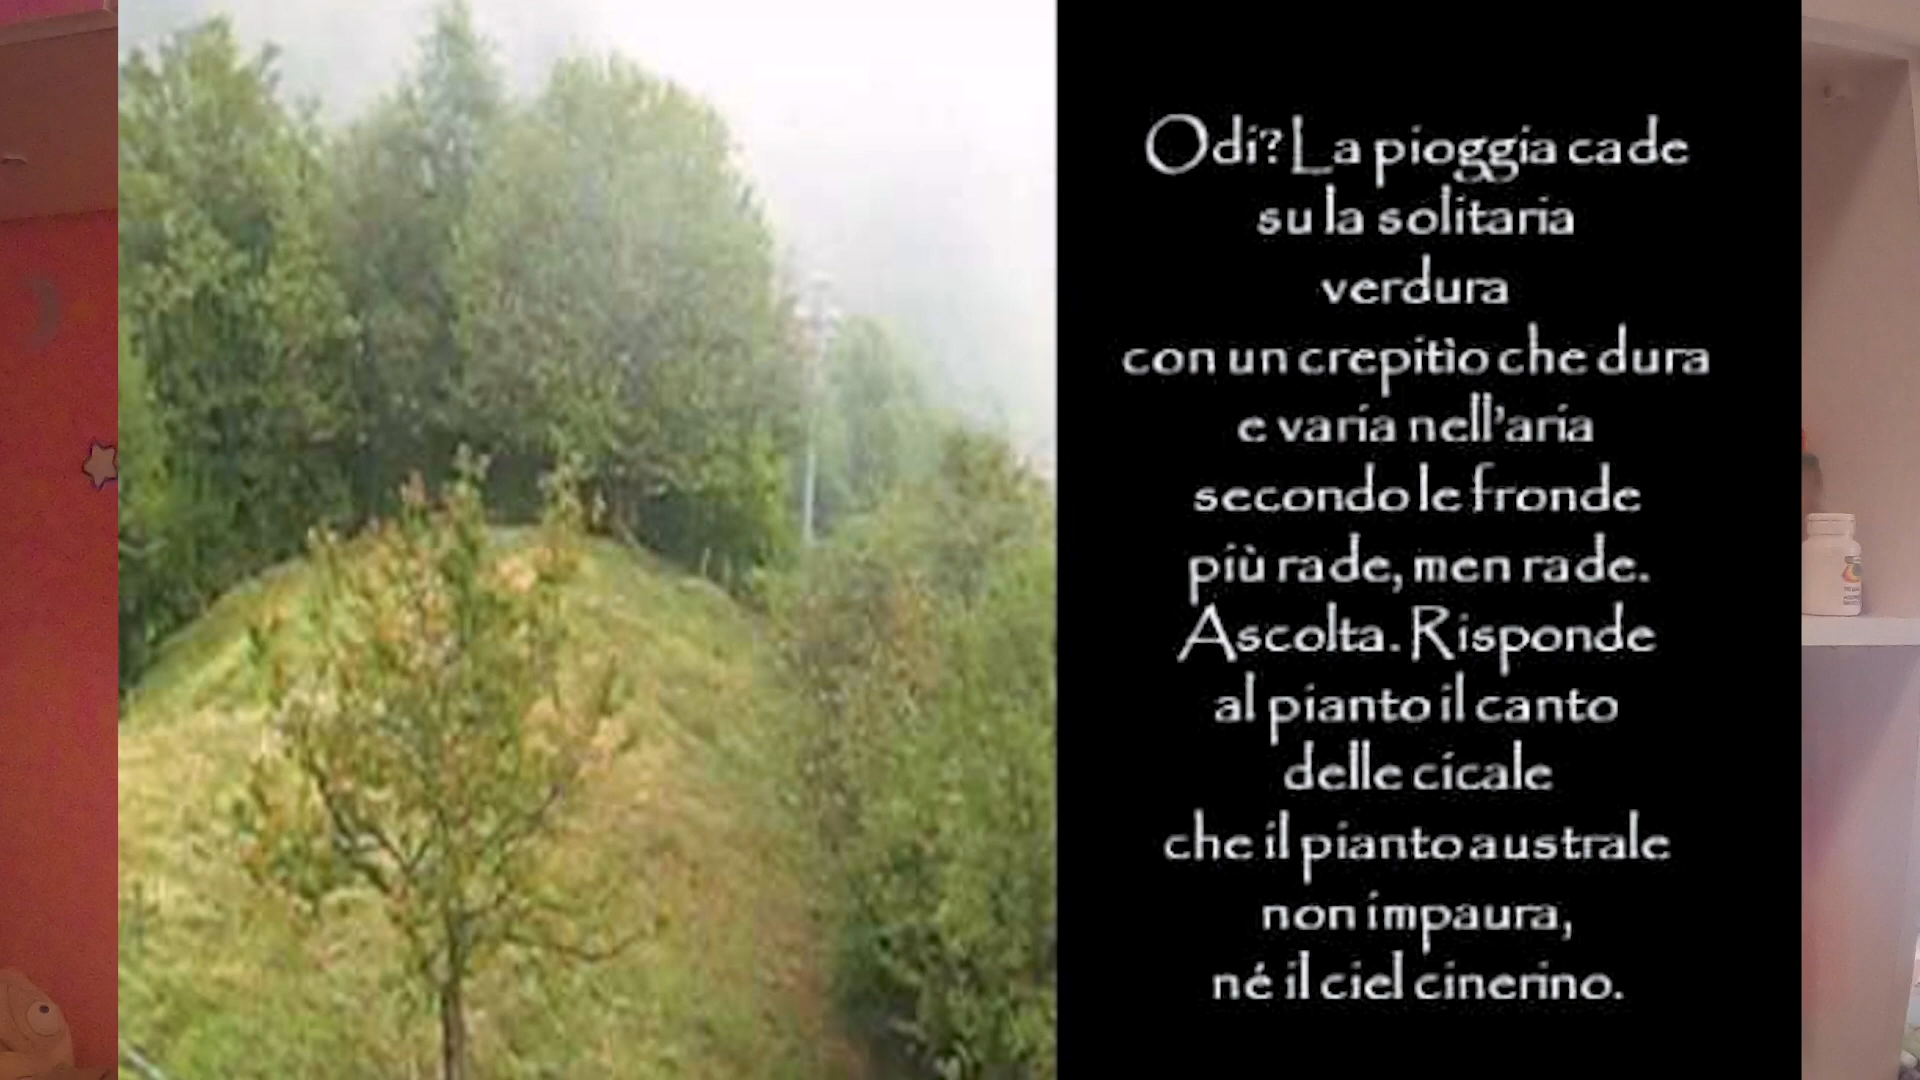 Odi? La pioggia cade
su la solitaria
verdura
con un crepitìo che dura
e varia nell'aria
secondo le fronde
più rade, men rade.
Ascolta. Risponde
al pianto il canto
delle cicale
che il pianto australe
non impaura,
né il ciel cinerino.